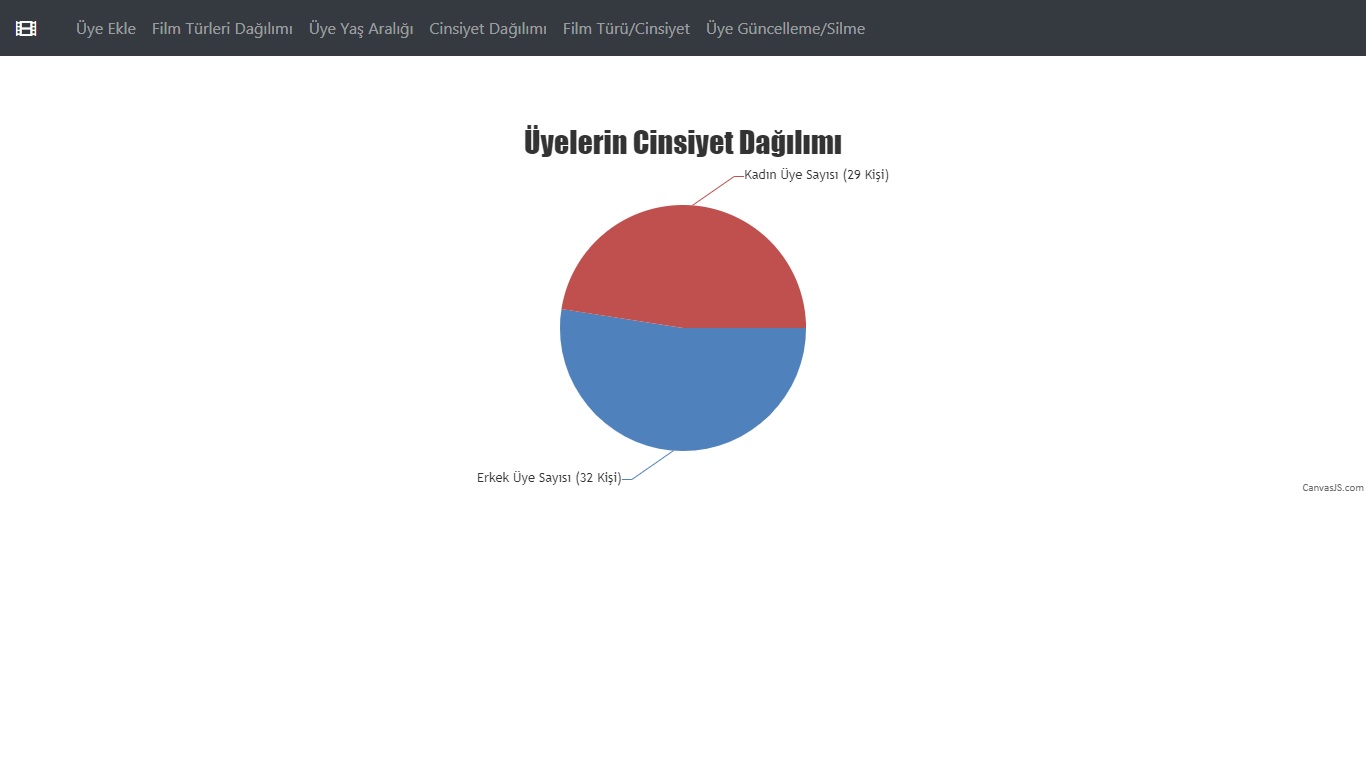 Üye Ekle Film Türleri Dağılımı Üye Yaş Aralığı Cinsiyet Dağılımı Film Türü/Cinsiyet Üye Güncelleme/Silme
Üyelerin Cinsiyet Dağılımı
Kadın Üye Sayısı (29 Kişi)
Erkek Üye Sayısı (32 Kişi)
CanvasJS.com